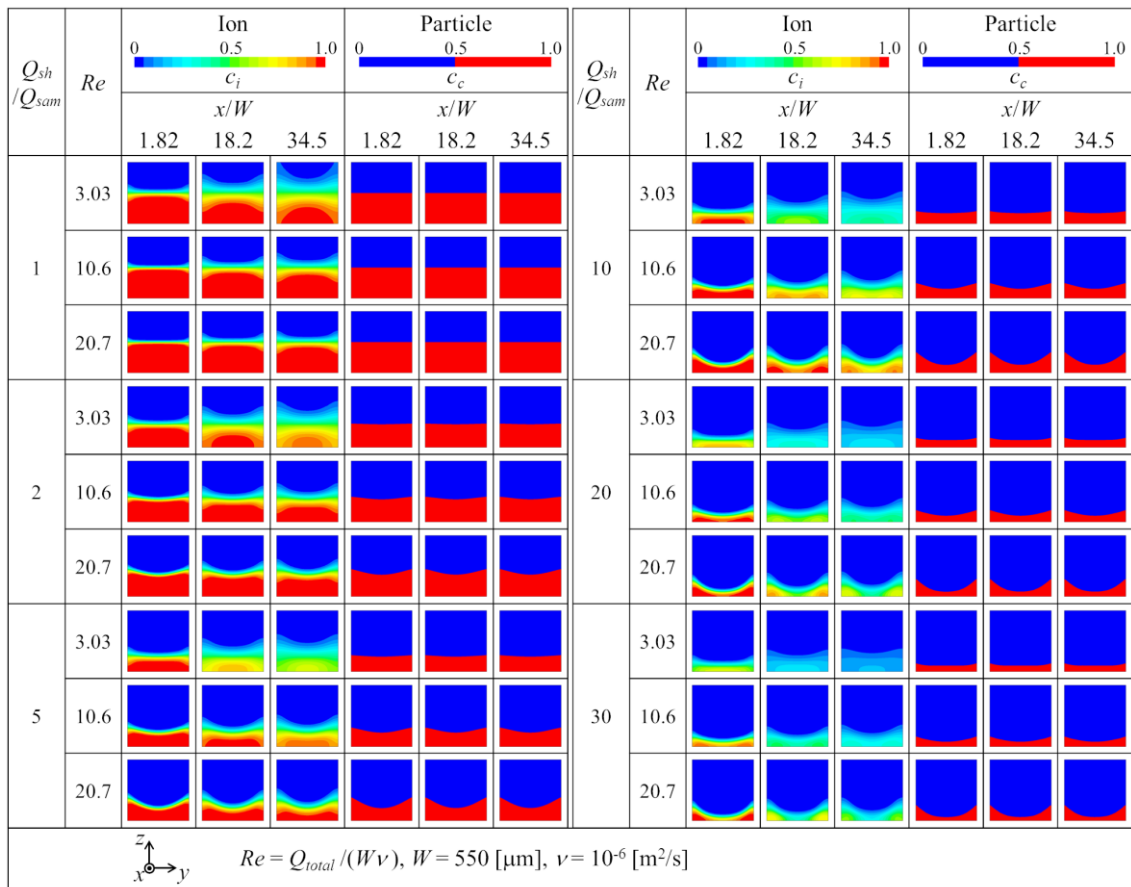 Ion Particle
0 0.5 1.0 0 0.5 1.0
Q_sh /Q_sam Re c_i c_c
x/W x/W
1.82 18.2 34.5 1.82 18.2 34.5
1 3.03
10.6
20.7
2 3.03
10.6
20.7
5 3.03
10.6
20.7
Ion Particle
0 0.5 1.0 0 0.5 1.0
Q_sh /Q_sam Re c_i c_c
x/W
1.82 18.2 34.5 1.82 18.2 34.5
10 3.03
10.6
20.7
20 3.03
10.6
20.7
30 3.03
10.6
20.7
z
x y
Re = Q_total /(Wν), W = 550 [μm], ν = 10⁻⁶ [m²/s]